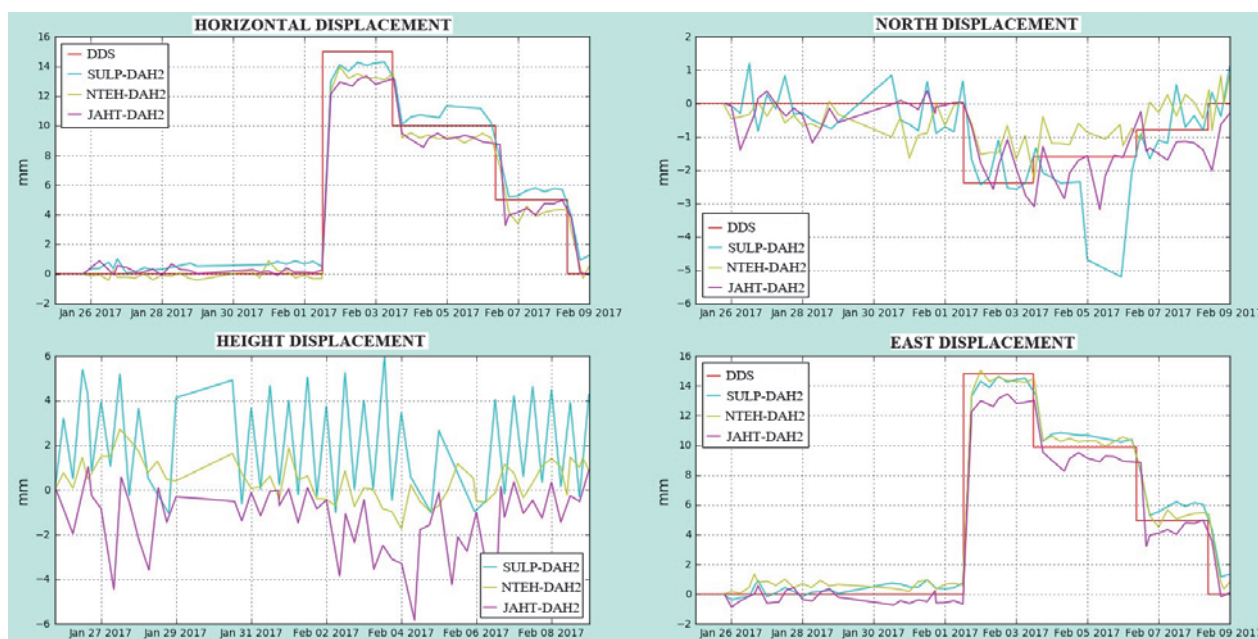 HORIZONTAL DISPLACEMENT
16
14
12
10
8
6
4
2
0
−2
mm
DDS
SULP-DAH2
NTEH-DAH2
JAHT-DAH2
Jan 26 2017 Jan 28 2017 Jan 30 2017 Feb 01 2017 Feb 03 2017 Feb 05 2017 Feb 07 2017 Feb 09 2017
NORTH DISPLACEMENT
2
1
0
−1
−2
−3
−4
−5
−6
mm
DDS
SULP-DAH2
NTEH-DAH2
JAHT-DAH2
Jan 26 2017 Jan 28 2017 Jan 30 2017 Feb 01 2017 Feb 03 2017 Feb 05 2017 Feb 07 2017 Feb 09 2017
HEIGHT DISPLACEMENT
6
4
2
0
−2
−4
−6
mm
SULP-DAH2
NTEH-DAH2
JAHT-DAH2
Jan 27 2017 Jan 29 2017 Jan 31 2017 Feb 02 2017 Feb 04 2017 Feb 06 2017 Feb 08 2017
EAST DISPLACEMENT
16
14
12
10
8
6
4
2
0
−2
mm
DDS
SULP-DAH2
NTEH-DAH2
JAHT-DAH2
Jan 26 2017 Jan 28 2017 Jan 30 2017 Feb 01 2017 Feb 03 2017 Feb 05 2017 Feb 07 2017 Feb 09 2017